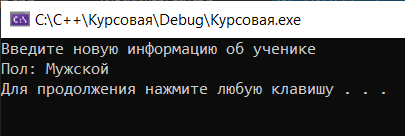 C:\C++\Курсовая\Debug\Курсовая.exe
Введите новую информацию об ученике
Пол: Мужской
Для продолжения нажмите любую клавишу . . .